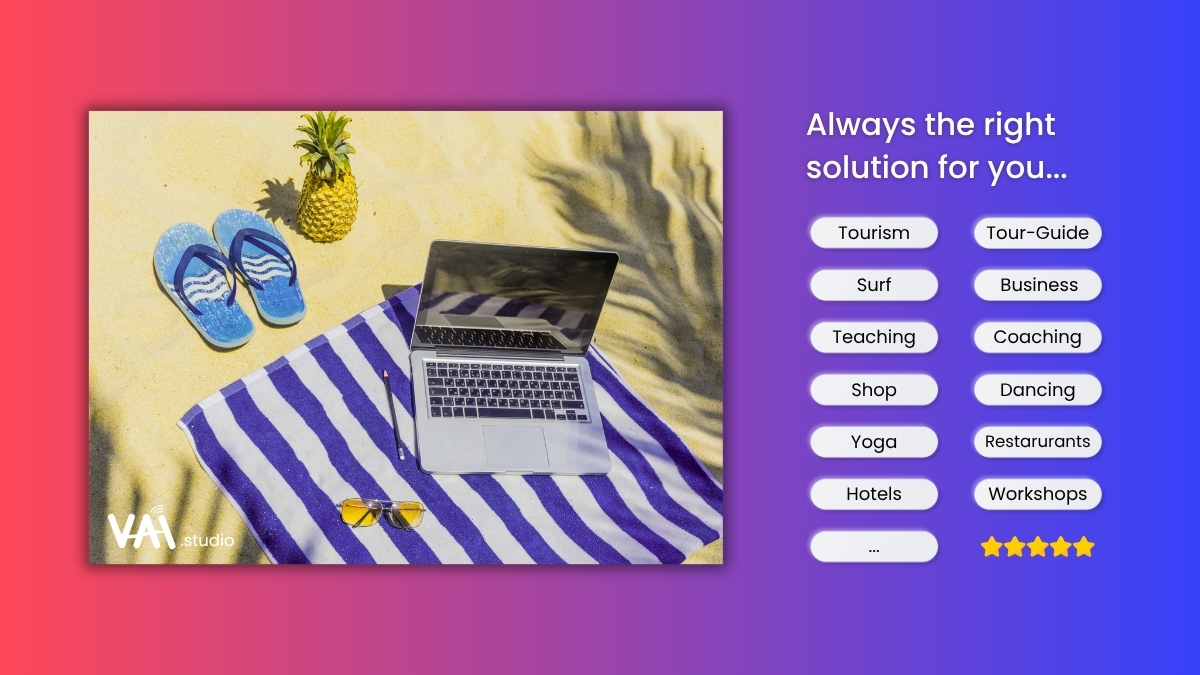 Always the right
solution for you...
Tourism
Tour-Guide
Surf
Business
Teaching
Coaching
Shop
Dancing
Yoga
Restarurants
Hotels
Workshops
...
VAi.studio